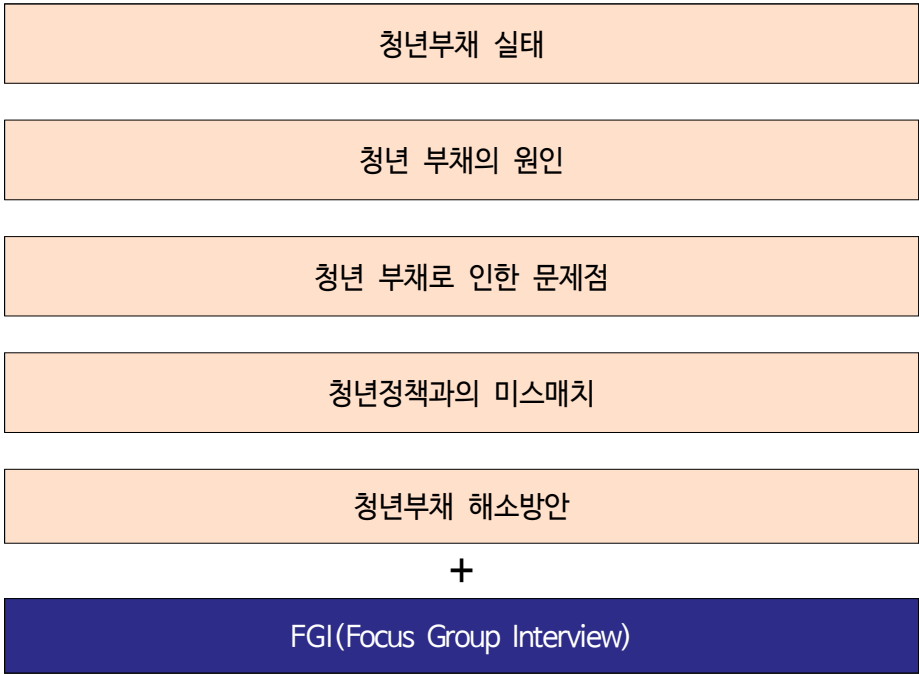 청년부채 실태
청년 부채의 원인
청년 부채로 인한 문제점
청년정책과의 미스매치
청년부채 해소방안
+
FGI(Focus Group Interview)